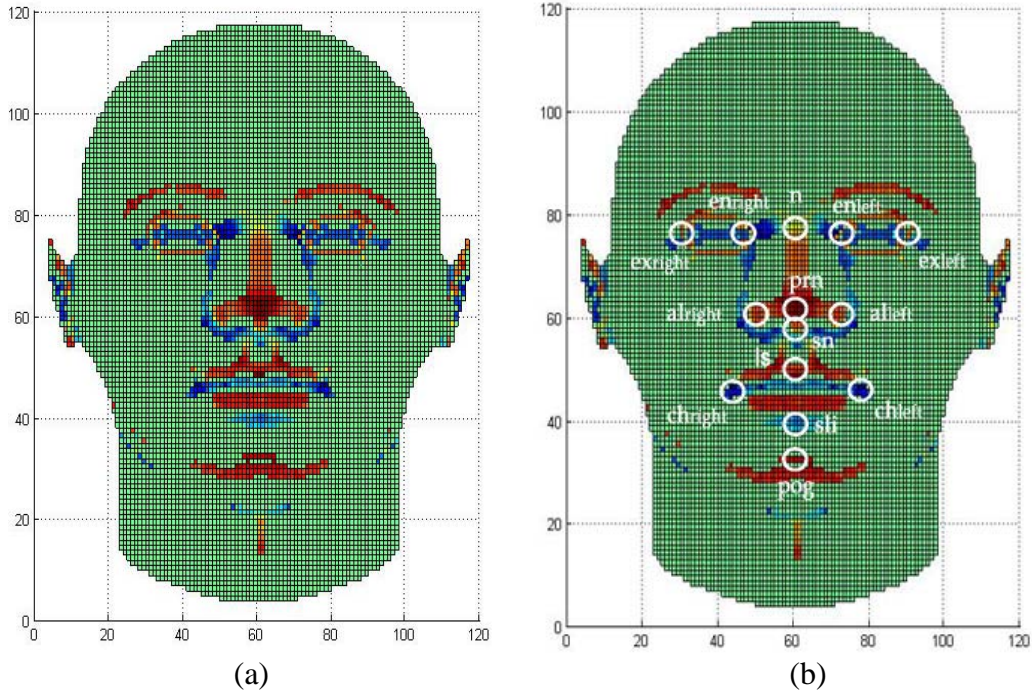 120
100
80
60
40
20
0
0 20 40 60 80 100 120
(a)
120
100
80
60
40
20
0
n
enright enleft
exright exleft
prn
alright alleft
sn
ls
chright chleft
sli
pog
0 20 40 60 80 100 120
(b)